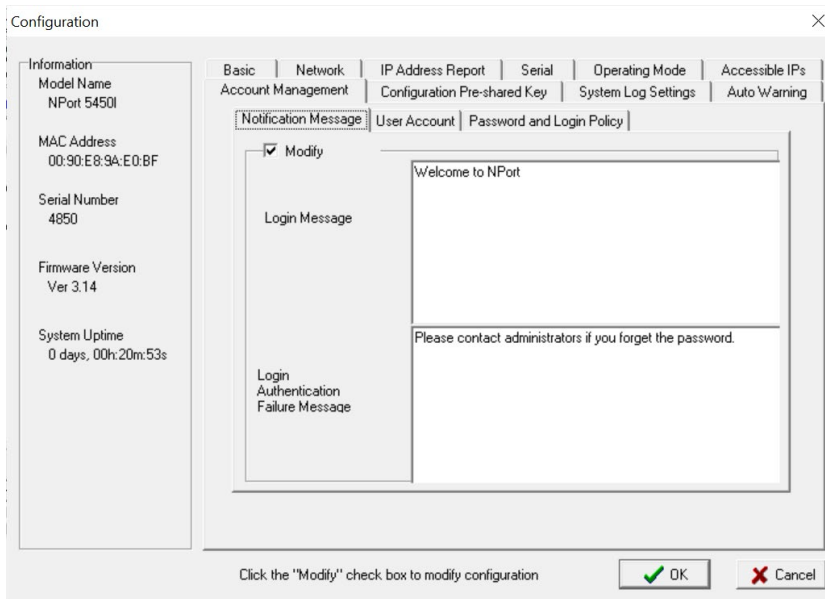 Configuration
Information
Model Name
NPort 5450I
MAC Address
00:90:E8:9A:E0:BF
Serial Number
4850
Firmware Version
Ver 3.14
System Uptime
0 days, 00h:20m:53s
Basic
Network
IP Address Report
Serial
Operating Mode
Accessible IPs
Account Management
Configuration Pre-shared Key
System Log Settings
Auto Warning
Notification Message
User Account
Password and Login Policy
Modify
Login Message
Welcome to NPort
Login
Authentication
Failure Message
Please contact administrators if you forget the password.
Click the "Modify" check box to modify configuration
OK
Cancel